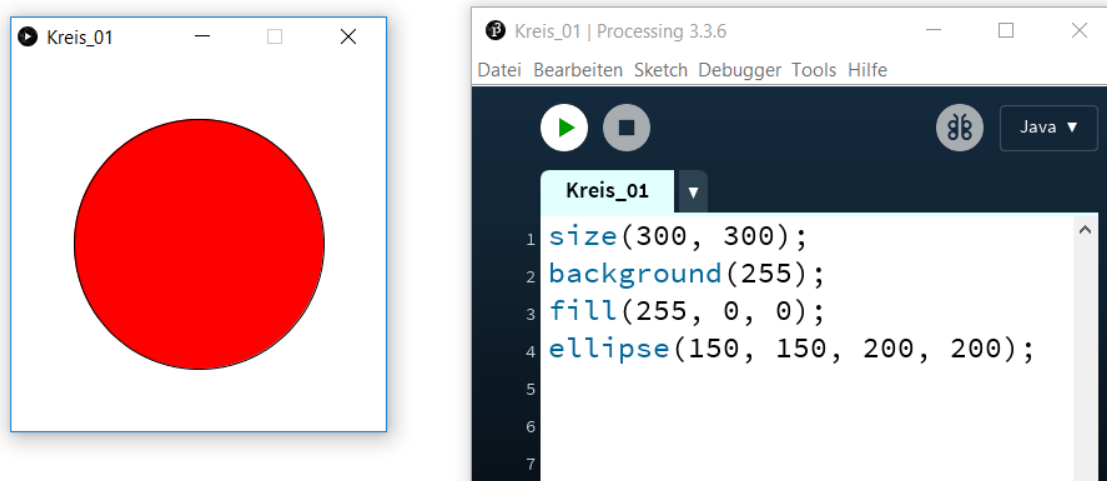 Kreis_01
Kreis_01 | Processing 3.3.6
Datei Bearbeiten Sketch Debugger Tools Hilfe
Java ▼
Kreis_01 ▼
1 size(300, 300);
2 background(255);
3 fill(255, 0, 0);
4 ellipse(150, 150, 200, 200);
5
6
7